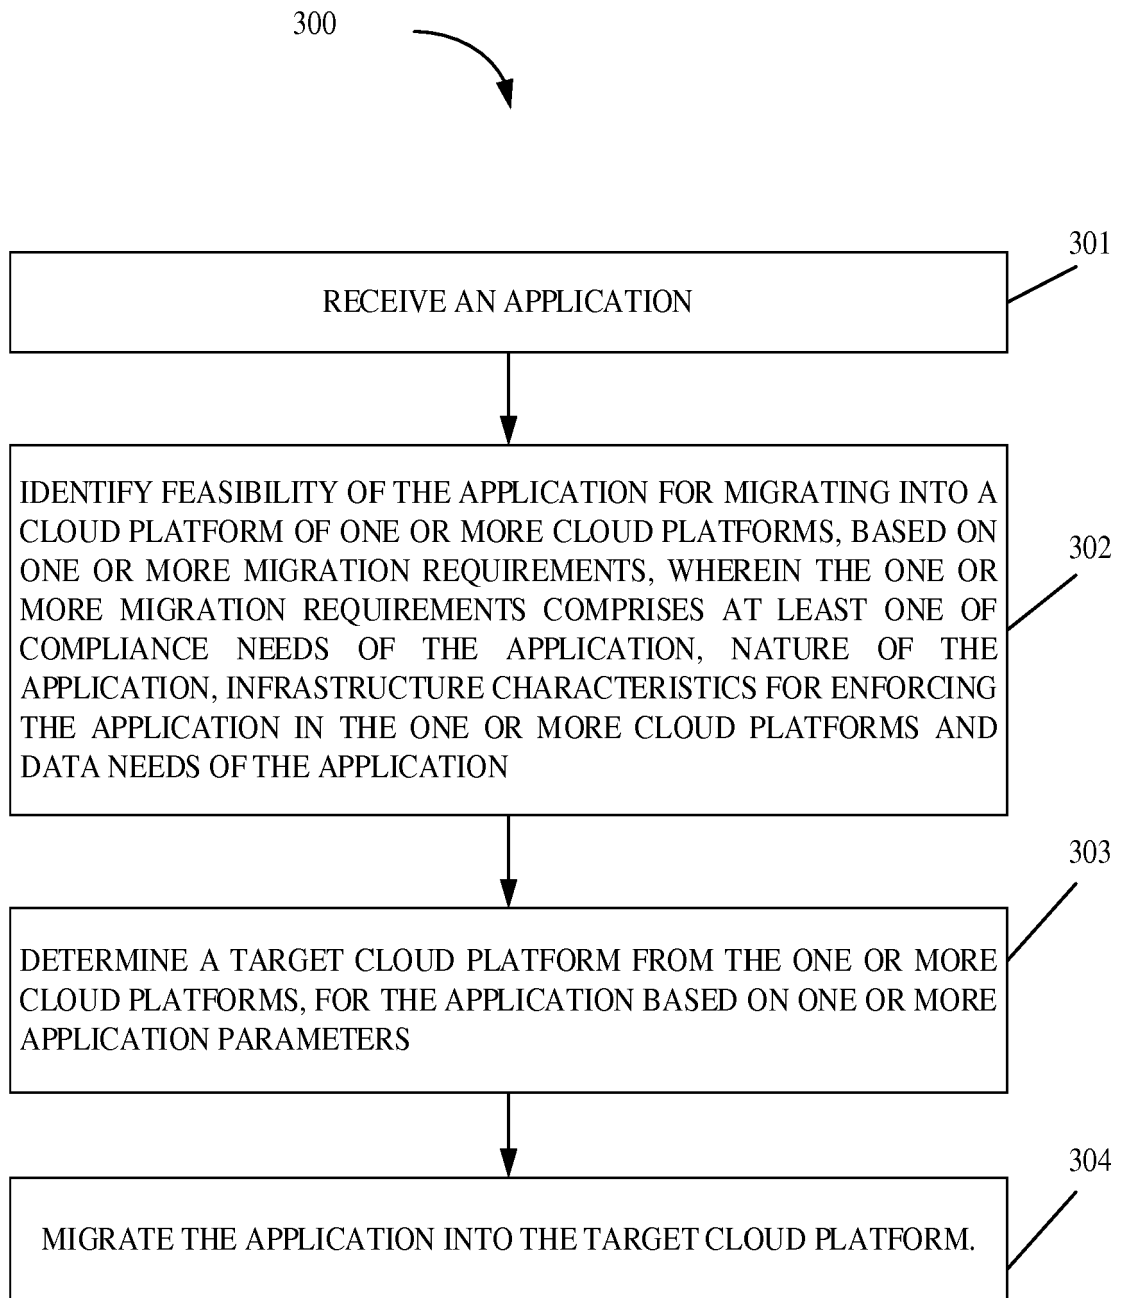 300
301
RECEIVE AN APPLICATION
302
IDENTIFY FEASIBILITY OF THE APPLICATION FOR MIGRATING INTO A
CLOUD PLATFORM OF ONE OR MORE CLOUD PLATFORMS, BASED ON
ONE OR MORE MIGRATION REQUIREMENTS, WHEREIN THE ONE OR
MORE MIGRATION REQUIREMENTS COMPRISES AT LEAST ONE OF
COMPLIANCE NEEDS OF THE APPLICATION, NATURE OF THE
APPLICATION, INFRASTRUCTURE CHARACTERISTICS FOR ENFORCING
THE APPLICATION IN THE ONE OR MORE CLOUD PLATFORMS AND
DATA NEEDS OF THE APPLICATION
303
DETERMINE A TARGET CLOUD PLATFORM FROM THE ONE OR MORE
CLOUD PLATFORMS, FOR THE APPLICATION BASED ON ONE OR MORE
APPLICATION PARAMETERS
304
MIGRATE THE APPLICATION INTO THE TARGET CLOUD PLATFORM.